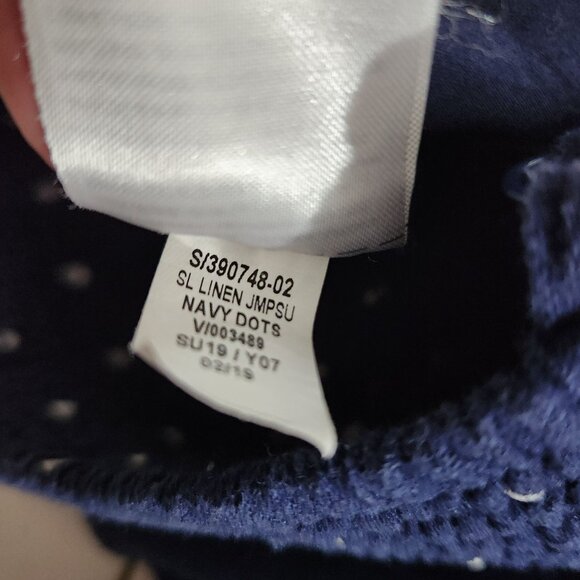 S/390748-02
SL LINEN JMPSU
NAVY DOTS
V/003489
SU19 / Y07
02/19